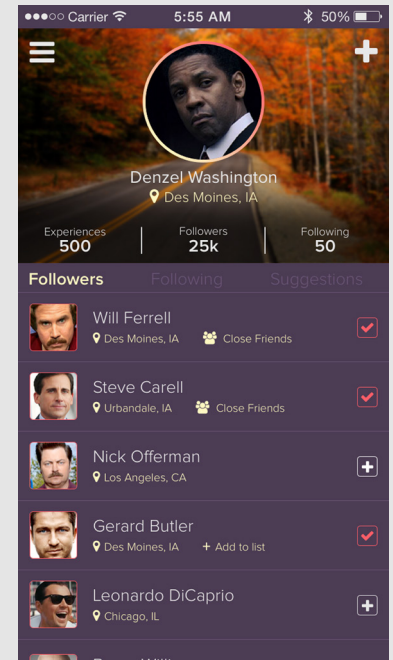 Carrier 5:55 AM 50%
Denzel Washington
Des Moines, IA
Experiences Followers Following
500 25k 50
Followers Following Suggestions
Will Ferrell
Des Moines, IA Close Friends
Steve Carell
Urbandale, IA Close Friends
Nick Offerman
Los Angeles, CA
Gerard Butler
Des Moines, IA + Add to list
Leonardo DiCaprio
Chicago, IL